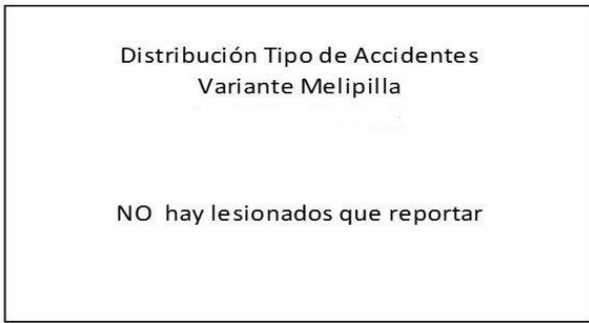 Distribución Tipo de Accidentes
Variante Melipilla
NO hay lesionados que reportar